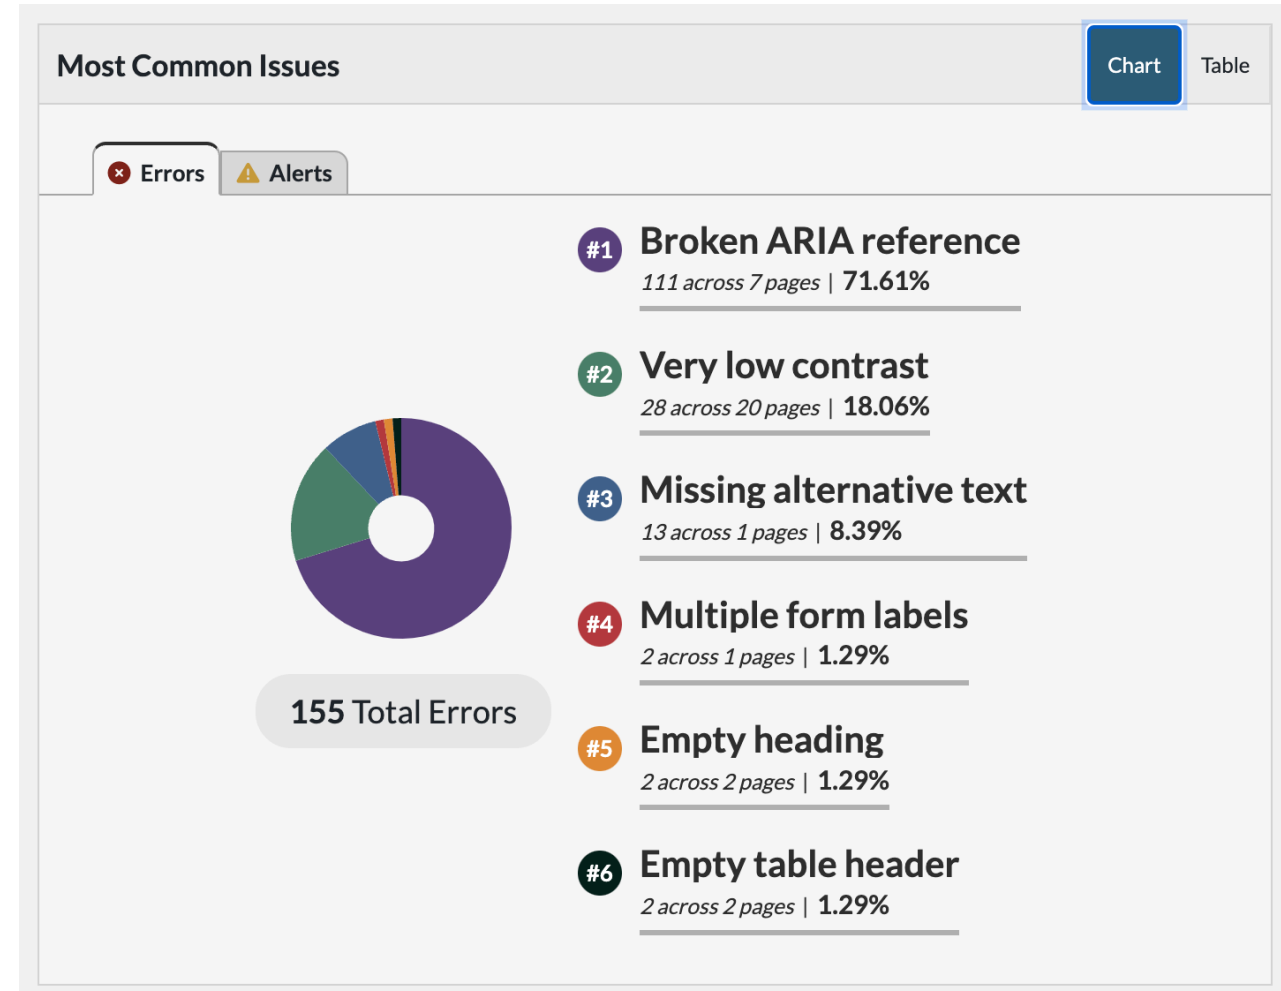 Most Common Issues
Chart
Table
Errors
Alerts
#1 Broken ARIA reference
111 across 7 pages | 71.61%
#2 Very low contrast
28 across 20 pages | 18.06%
#3 Missing alternative text
13 across 1 pages | 8.39%
#4 Multiple form labels
2 across 1 pages | 1.29%
#5 Empty heading
2 across 2 pages | 1.29%
#6 Empty table header
2 across 2 pages | 1.29%
155 Total Errors